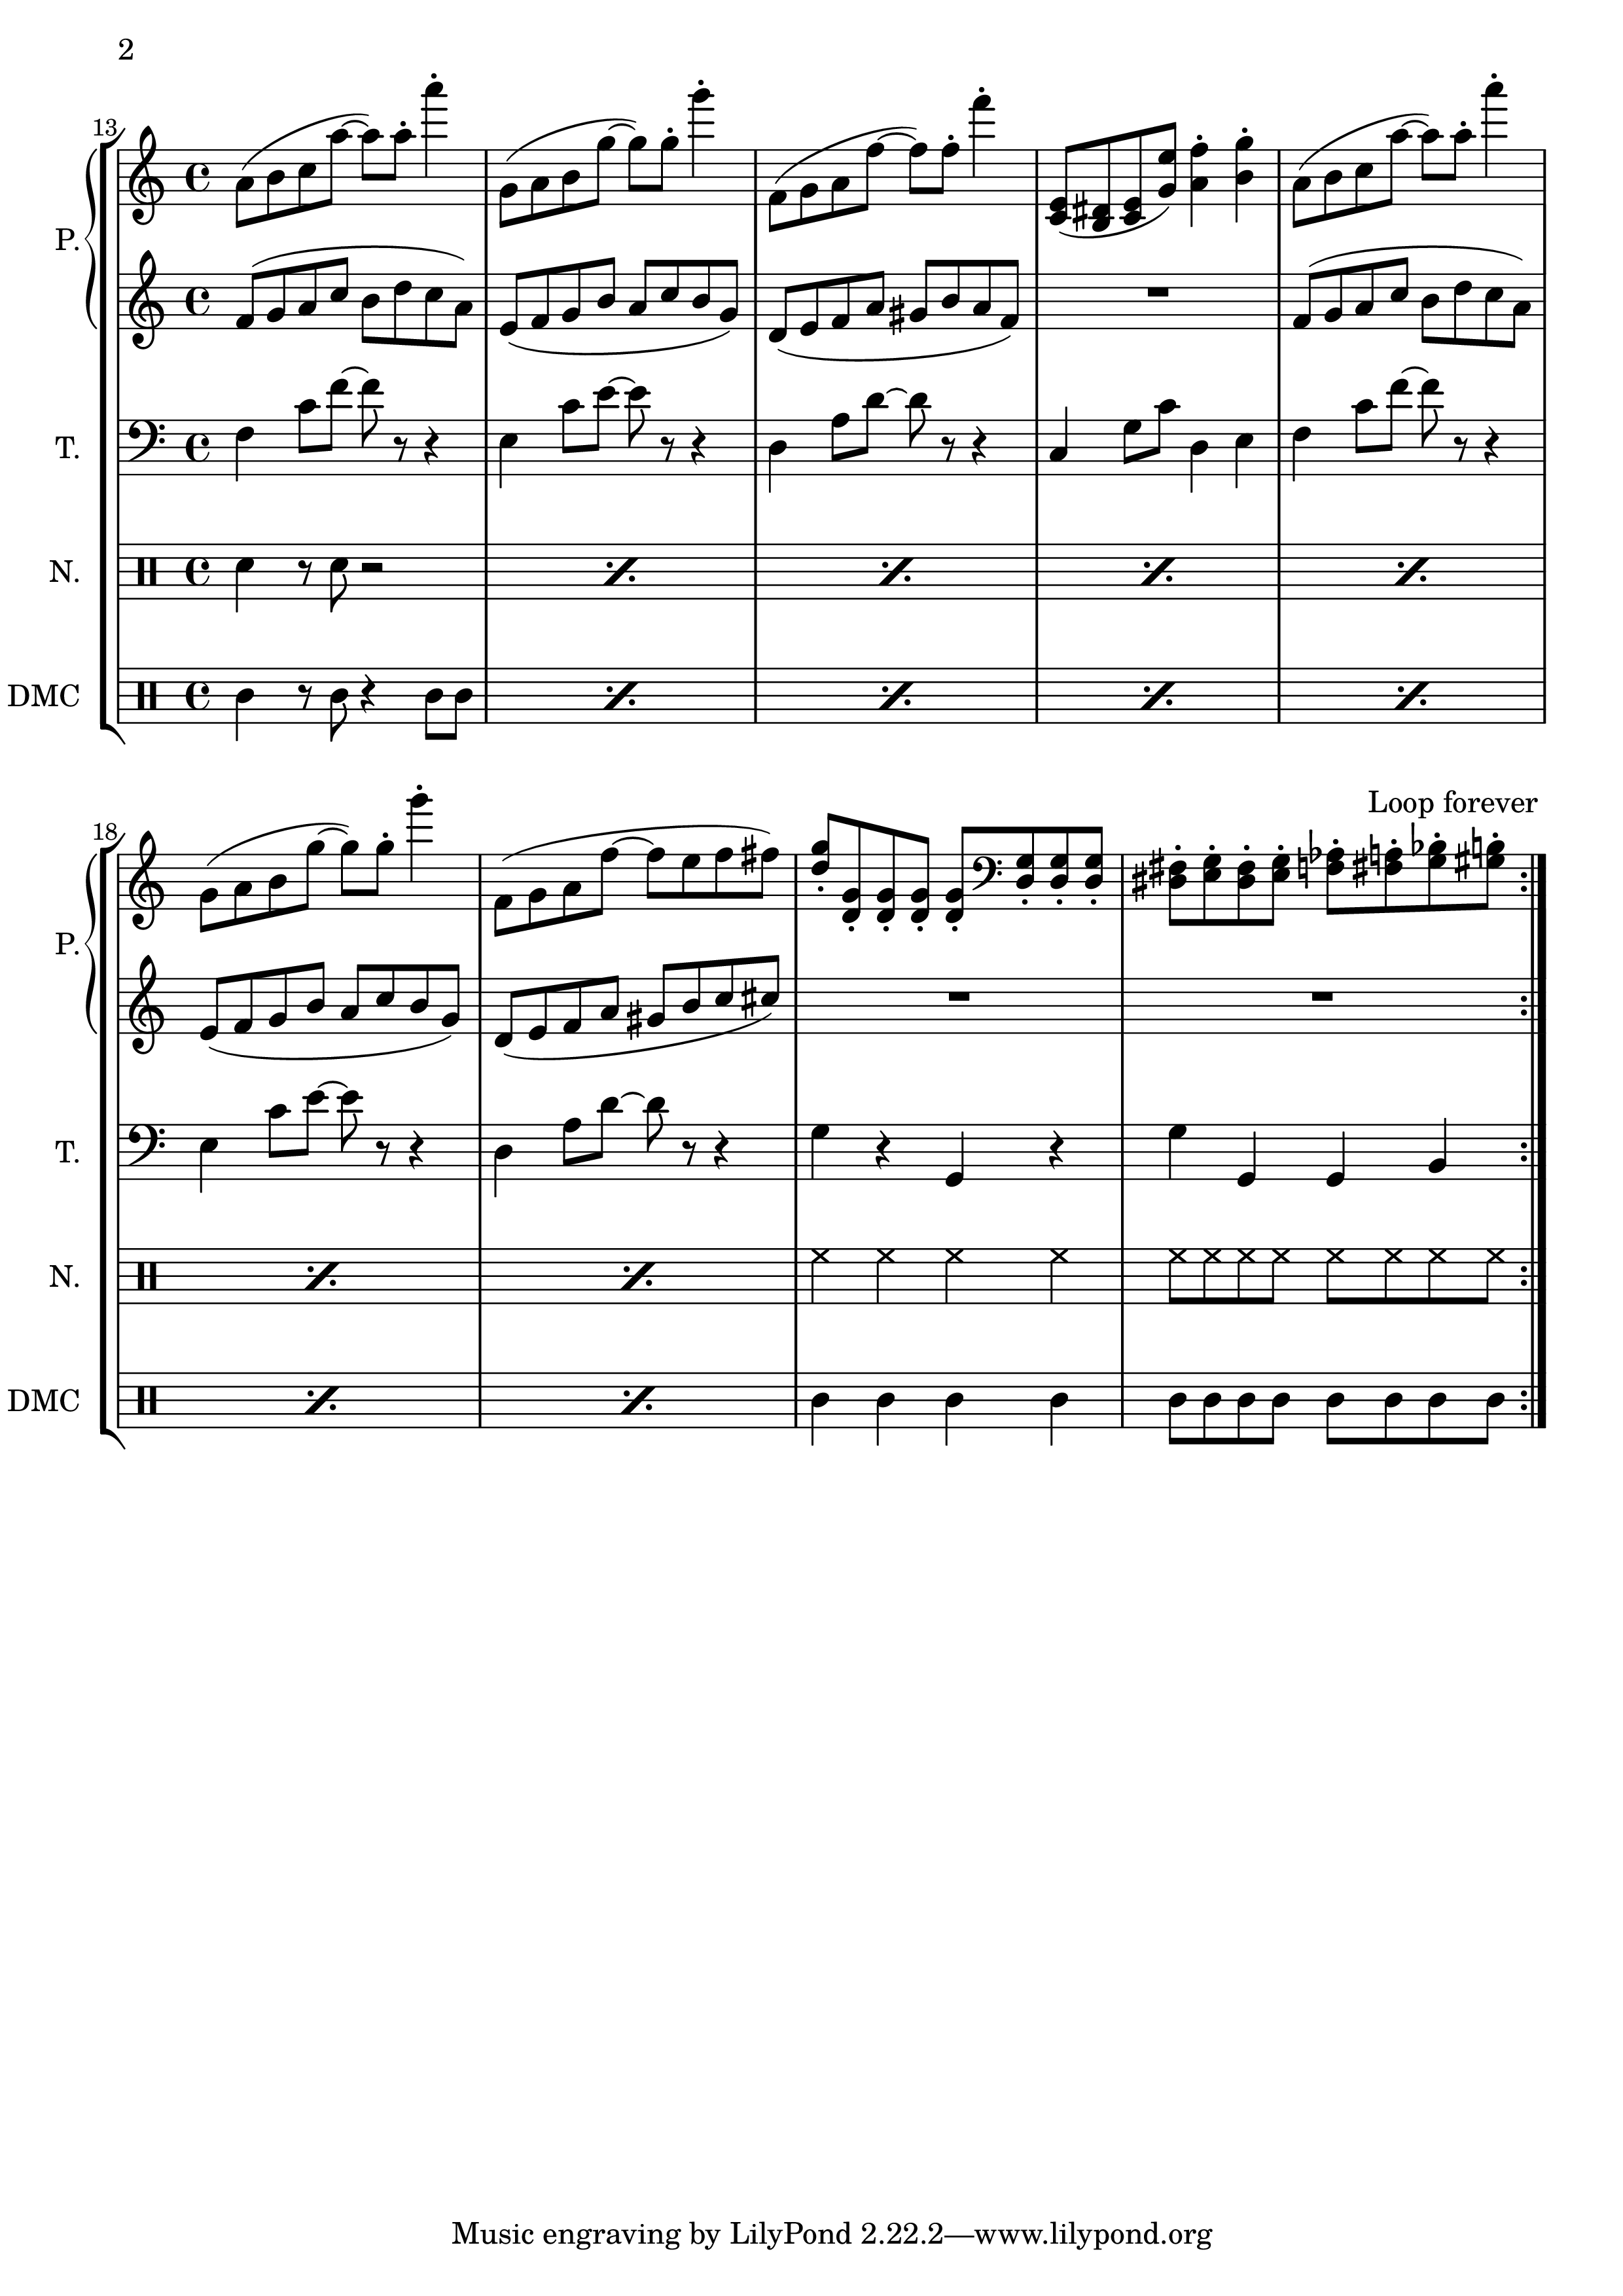 2
13
P.
T.
N.
DMC
Loop forever
18
P.
T.
N.
DMC
Music engraving by LilyPond 2.22.2—www.lilypond.org